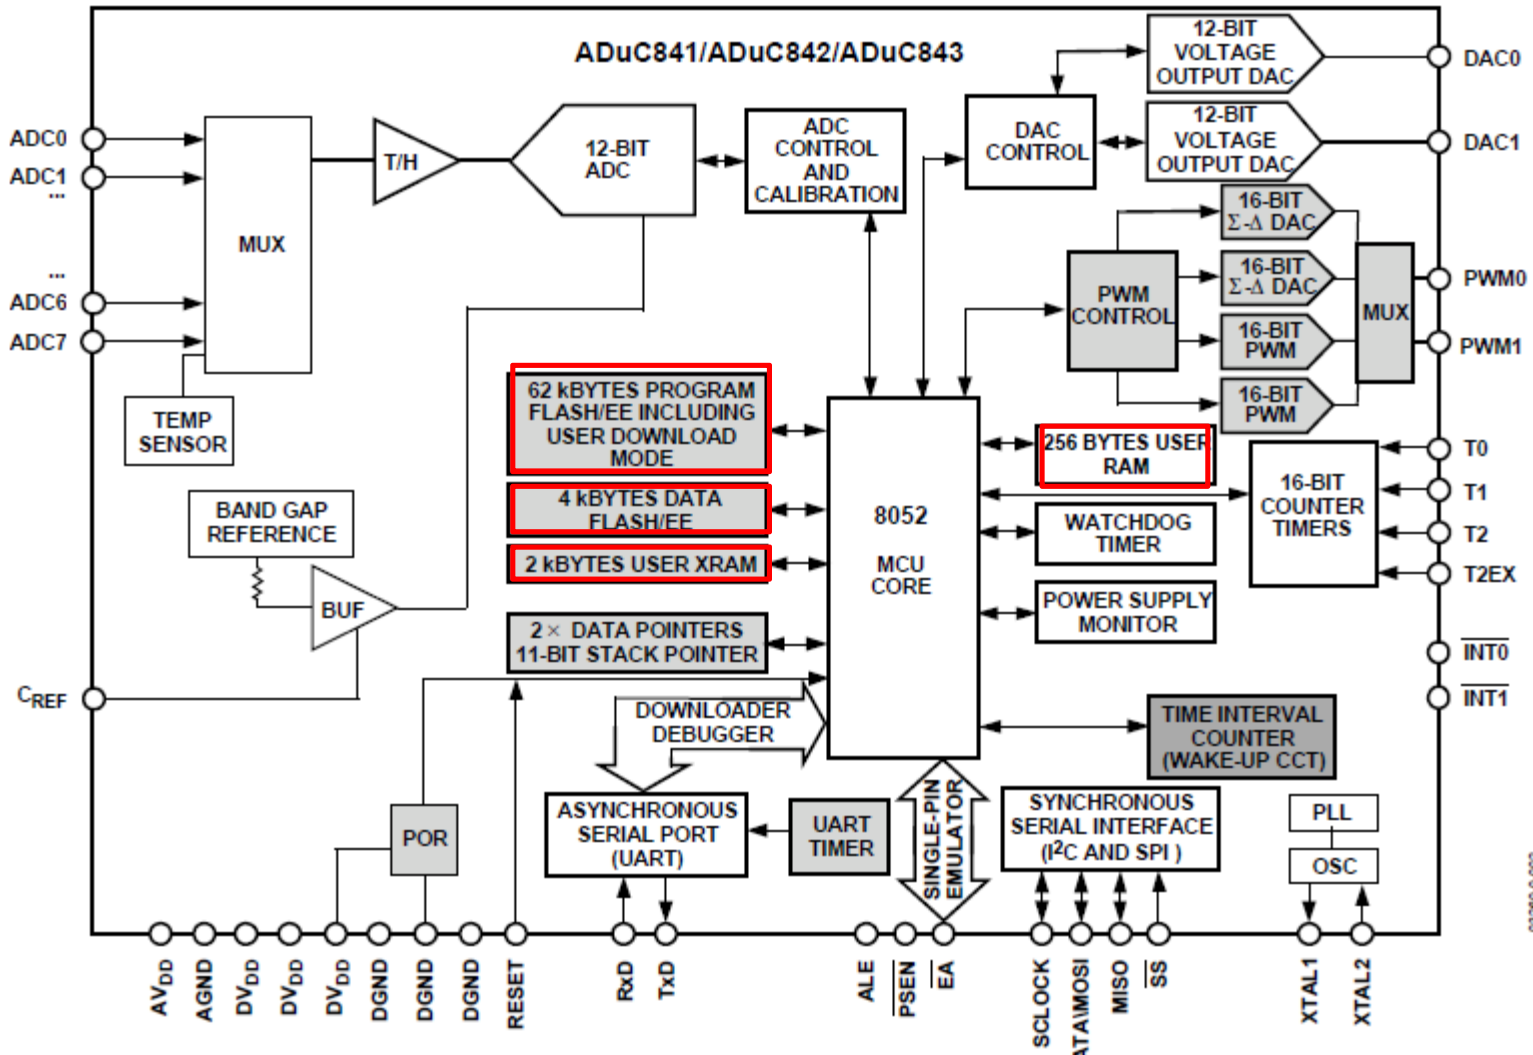 ADuC841/ADuC842/ADuC843
12-BIT
VOLTAGE
OUTPUT DAC
DAC0
12-BIT
VOLTAGE
OUTPUT DAC
DAC1
ADC0
ADC1
...
...
ADC6
ADC7
MUX
T/H
12-BIT
ADC
ADC
CONTROL
AND
CALIBRATION
DAC
CONTROL
16-BIT
Σ-Δ DAC
16-BIT
Σ-Δ DAC
16-BIT
PWM
16-BIT
PWM
PWM
CONTROL
MUX
PWM0
PWM1
TEMP
SENSOR
62 kBYTES PROGRAM
FLASH/EE INCLUDING
USER DOWNLOAD
MODE
4 kBYTES DATA
FLASH/EE
2 kBYTES USER XRAM
2 × DATA POINTERS
11-BIT STACK POINTER
8052
MCU
CORE
256 BYTES USER
RAM
WATCHDOG
TIMER
POWER SUPPLY
MONITOR
16-BIT
COUNTER
TIMERS
T0
T1
T2
T2EX
INT0
INT1
BAND GAP
REFERENCE
BUF
CREF
DOWNLOADER
DEBUGGER
TIME INTERVAL
COUNTER
(WAKE-UP CCT)
POR
ASYNCHRONOUS
SERIAL PORT
(UART)
UART
TIMER
SINGLE-PIN
EMULATOR
SYNCHRONOUS
SERIAL INTERFACE
(I²C AND SPI )
PLL
OSC
AVDD
AGND
DVDD
DVDD
DVDD
DGND
DGND
DGND
RESET
RxD
TxD
ALE
PSEN
EA
SCLOCK
ATA\MOSI
MISO
SS
XTAL1
XTAL2